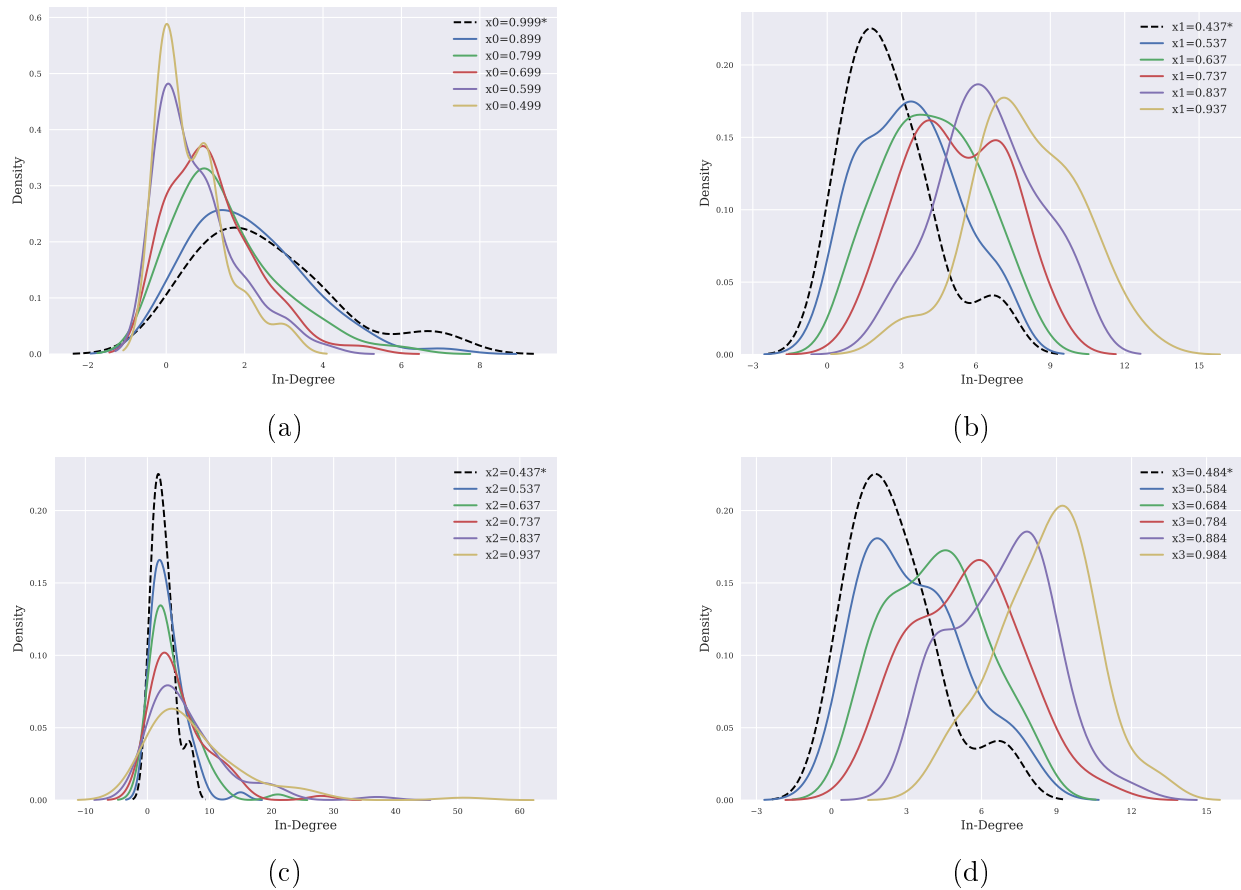 x0=0.999*
x0=0.899
x0=0.799
x0=0.699
x0=0.599
x0=0.499
0.6
0.5
0.4
0.3
0.2
0.1
0.0
Density
−2 0 2 4 6 8
In-Degree
(a)
x1=0.437*
x1=0.537
x1=0.637
x1=0.737
x1=0.837
x1=0.937
0.20
0.15
0.10
0.05
0.00
Density
−3 0 3 6 9 12 15
In-Degree
(b)
x2=0.437*
x2=0.537
x2=0.637
x2=0.737
x2=0.837
x2=0.937
0.20
0.15
0.10
0.05
0.00
Density
−10 0 10 20 30 40 50 60
In-Degree
(c)
x3=0.484*
x3=0.584
x3=0.684
x3=0.784
x3=0.884
x3=0.984
0.20
0.15
0.10
0.05
0.00
Density
−3 0 3 6 9 12 15
In-Degree
(d)